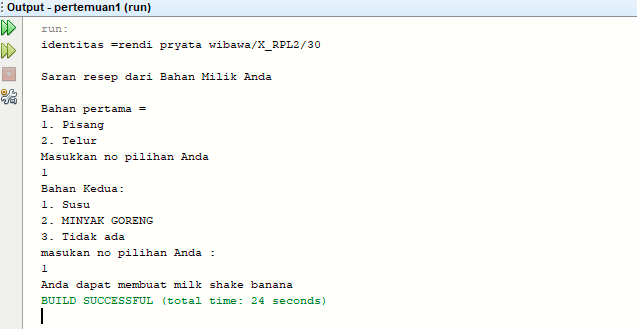 Output - pertemuan1 (run)
run:
identitas =rendi pryata wibawa/X_RPL2/30
Saran resep dari Bahan Milik Anda
Bahan pertama =
1. Pisang
2. Telur
Masukkan no pilihan Anda
1
Bahan Kedua:
1. Susu
2. MINYAK GORENG
3. Tidak ada
masukan no pilihan Anda :
1
Anda dapat membuat milk shake banana
BUILD SUCCESSFUL (total time: 24 seconds)